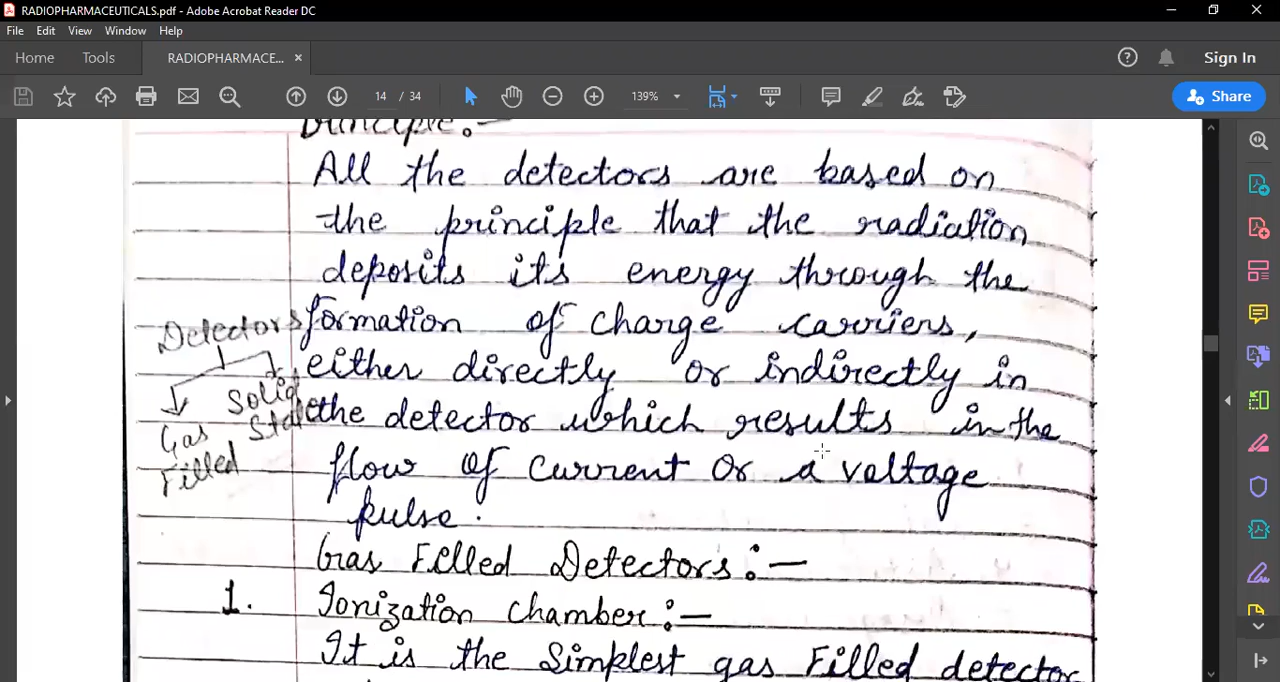 RADIOPHARMACEUTICALS.pdf - Adobe Acrobat Reader DC
File Edit View Window Help
Home Tools RADIOPHARMACE... × Sign In
14 / 34 139% Share
Principle:-
All the detectors are based on
the principle that the radiation
deposits its energy through the
formation of charge carriers,
either directly or indirectly in
the detector which results in the
flow of current or a voltage
pulse.
Detectors
Solid
State
Gas
Filled
Gas Filled Detectors:-
1. Ionization Chamber:-
It is the Simplest gas Filled detector